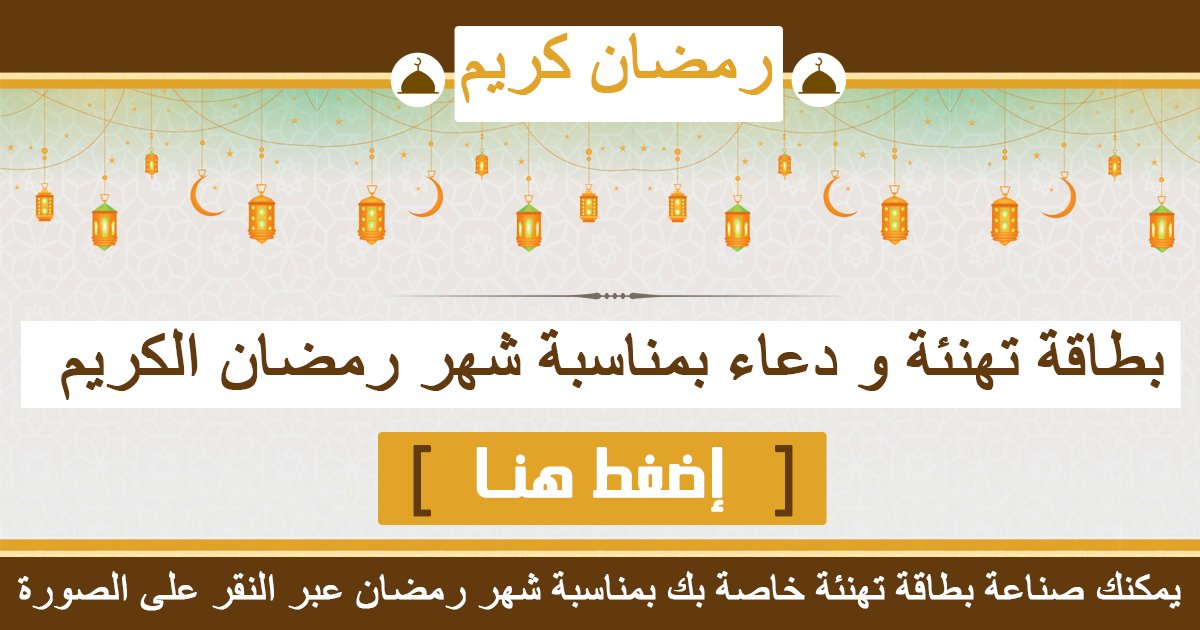 رمضان كريم
بطاقة تهنئة و دعاء بمناسبة شهر رمضان الكريم
[ إضغط هنا ]
يمكنك صناعة بطاقة تهنئة خاصة بك بمناسبة شهر رمضان عبر النقر على الصورة